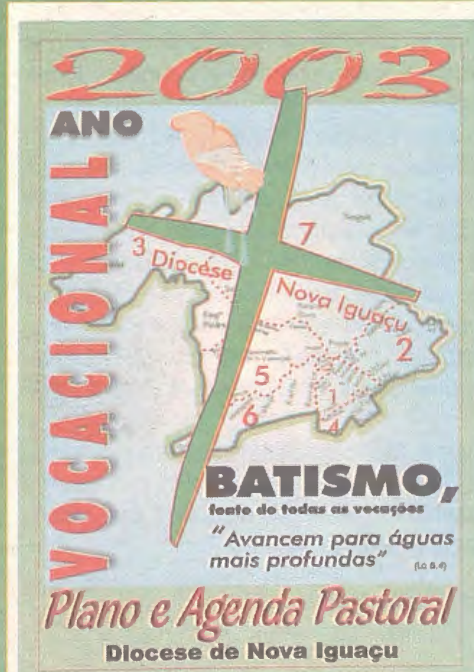 2003
ANO
VOCACIONAL
7
3 Diocese
Nova Iguaçu
2
5
1
6
4
BATISMO,
fonte de todas as vocações
"Avancem para águas
mais profundas" (Lc 5,4)
Plano e Agenda Pastoral
Diocese de Nova Iguaçu